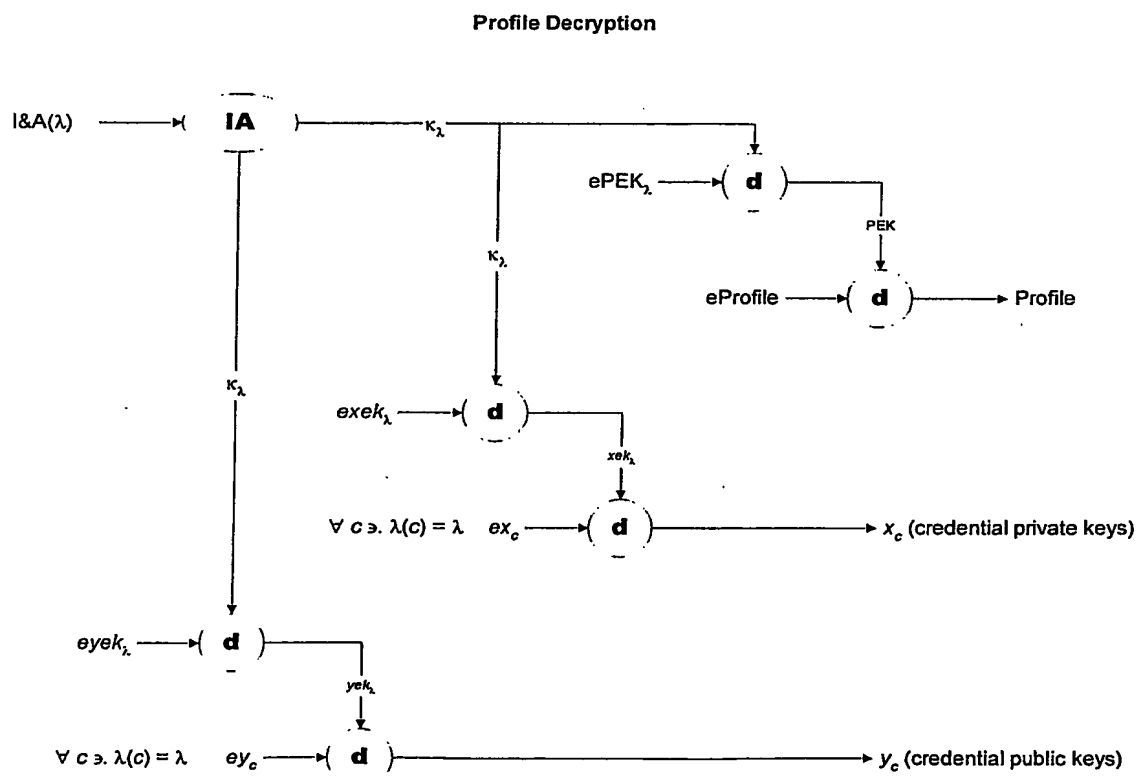 Profile Decryption
I&A(λ) IA κλ
ePEKλ d
PEK
κλ
eProfile d Profile
κλ
exekλ d
xekλ
∀ c ∍. λ(c) = λ exc d xc (credential private keys)
eyekλ d
yekλ
∀ c ∍. λ(c) = λ eyc d yc (credential public keys)